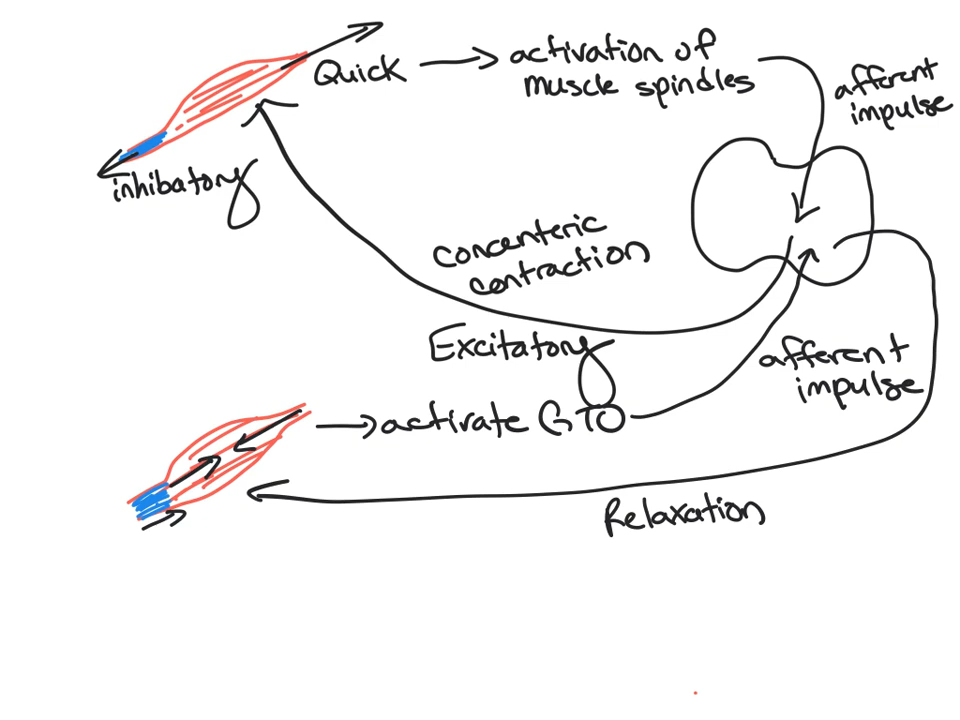 Quick
activation of
muscle spindles
afferent
impulse
inhibatory
concenteric
contraction
Excitatory
afferent
impulse
activate GTO
Relaxation